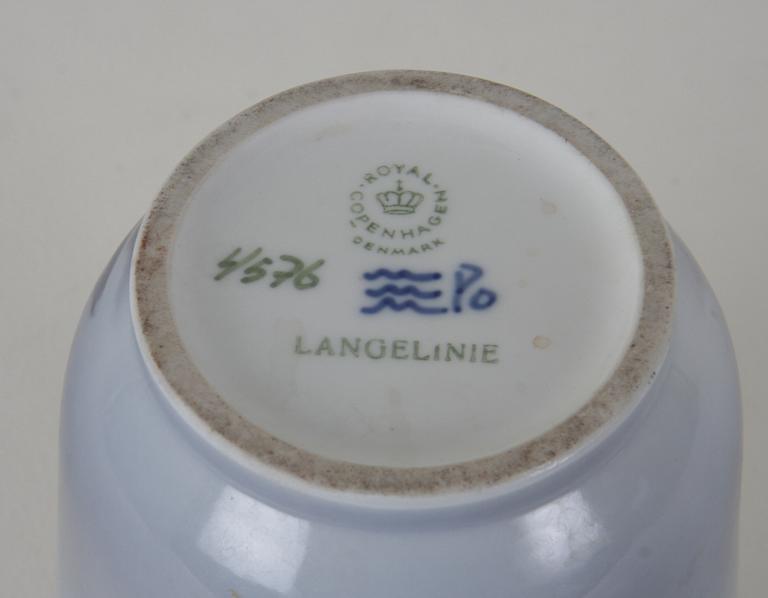 ROYAL COPENHAGEN
DENMARK
4576
Po
LANGELINIE